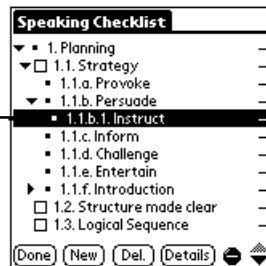 Speaking Checklist
1. Planning
1.1. Strategy
1.1.a. Provoke
1.1.b. Persuade
1.1.b.1. Instruct
1.1.c. Inform
1.1.d. Challenge
1.1.e. Entertain
1.1.f. Introduction
1.2. Structure made clear
1.3. Logical Sequence
Done New Del. Details